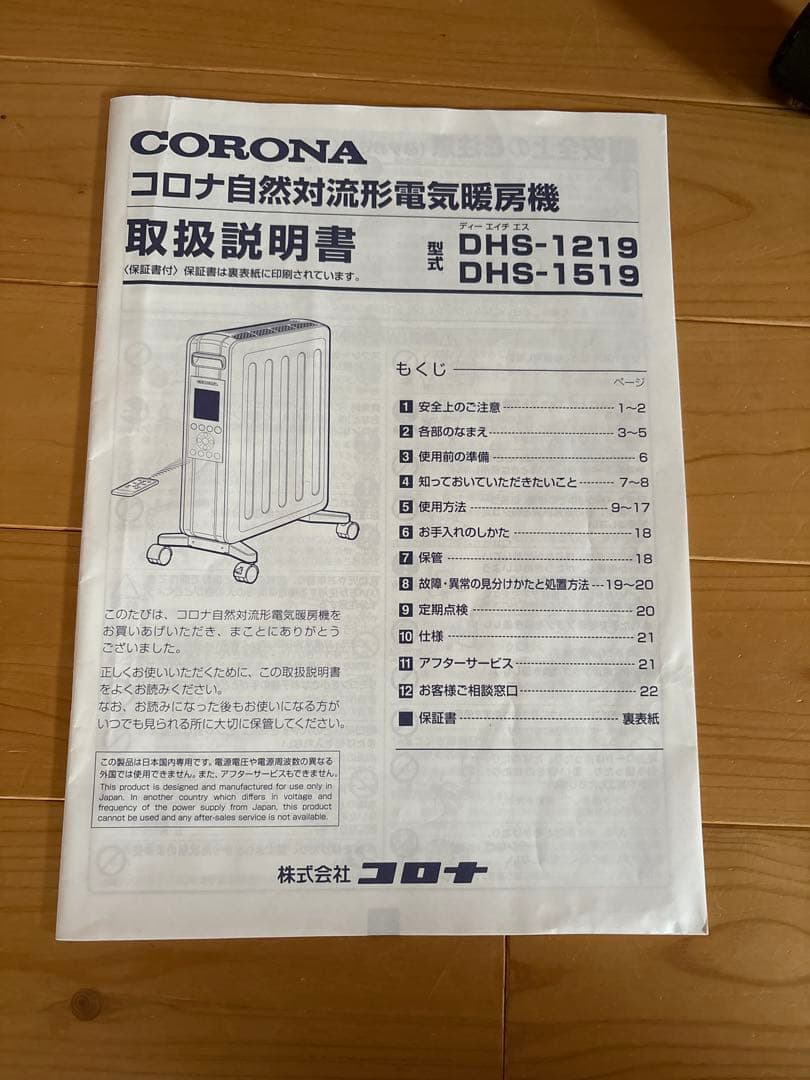 CORONA
コロナ自然対流形電気暖房機
取扱説明書
〈保証書付〉保証書は裏表紙に印刷されています。
型式
ディー エイチ エス
DHS-1219
DHS-1519
もくじ
ページ
1 安全上のご注意 1〜2
2 各部のなまえ 3〜5
3 使用前の準備 6
4 知っておいていただきたいこと 7〜8
5 使用方法 9〜17
6 お手入れのしかた 18
7 保管 18
8 故障・異常の見分けかたと処置方法 19〜20
9 定期点検 20
10 仕様 21
11 アフターサービス 21
12 お客様ご相談窓口 22
保証書 裏表紙
このたびは、コロナ自然対流形電気暖房機を
お買いあげいただき、まことにありがとう
ございました。
正しくお使いいただくために、この取扱説明書
をよくお読みください。
なお、お読みになった後もお使いになる方が
いつでも見られる所に大切に保管してください。
この製品は日本国内専用です。電源電圧や電源周波数の異なる
外国では使用できません。また、アフターサービスもできません。
This product is designed and manufactured for use only in
Japan. In another country which differs in voltage and
frequency of the power supply from Japan, this product
cannot be used and any after-sales service is not available.
株式会社 コロナ